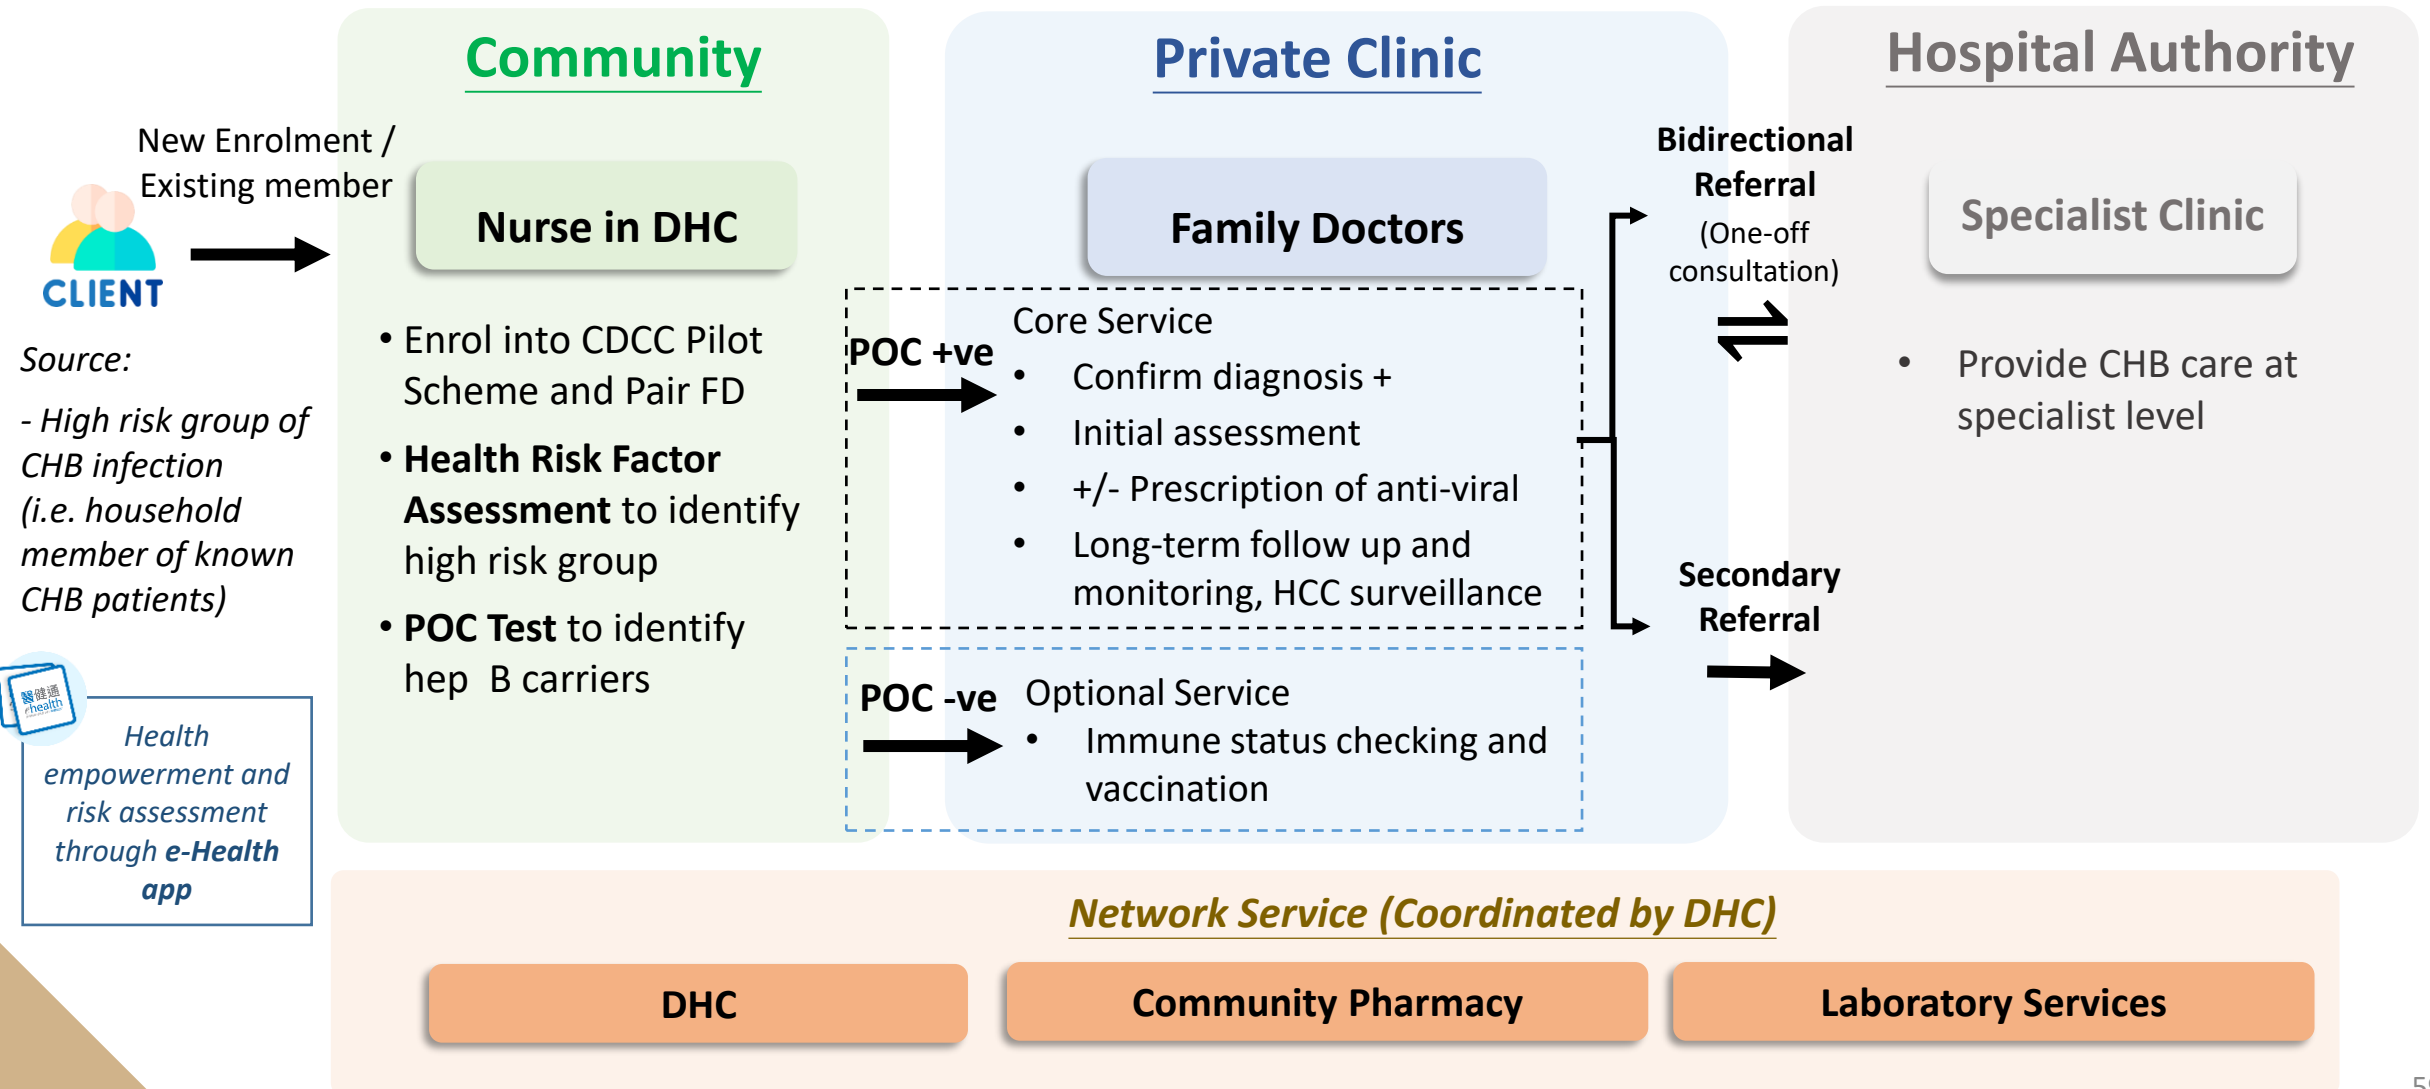 Community
Private Clinic
Hospital Authority
New Enrolment /
Existing member
CLIENT
Source:
- High risk group of
CHB infection
(i.e. household
member of known
CHB patients)
醫健通
eHealth
Health
empowerment and
risk assessment
through e-Health
app
Nurse in DHC
• Enrol into CDCC Pilot
Scheme and Pair FD
• Health Risk Factor
Assessment to identify
high risk group
• POC Test to identify
hep B carriers
POC +ve
POC -ve
Family Doctors
Core Service
• Confirm diagnosis +
• Initial assessment
• +/- Prescription of anti-viral
• Long-term follow up and
monitoring, HCC surveillance
Optional Service
• Immune status checking and
vaccination
Bidirectional
Referral
(One-off
consultation)
Secondary
Referral
Specialist Clinic
• Provide CHB care at
specialist level
Network Service (Coordinated by DHC)
DHC
Community Pharmacy
Laboratory Services